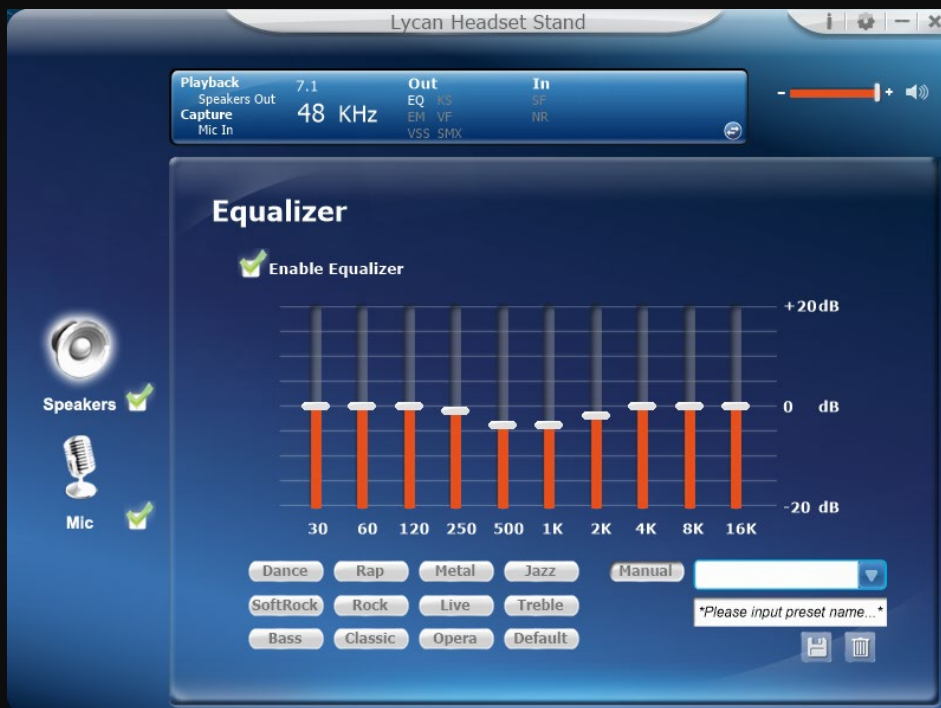 Lycan Headset Stand
i
Playback 7.1 Out In
Speakers Out EQ KS SF
Capture 48 KHz EM VF NR
Mic In VSS SMX
- +
Equalizer
Enable Equalizer
+20dB
0 dB
-20 dB
30 60 120 250 500 1K 2K 4K 8K 16K
Speakers
Mic
Dance Rap Metal Jazz Manual
SoftRock Rock Live Treble *Please input preset name...*
Bass Classic Opera Default